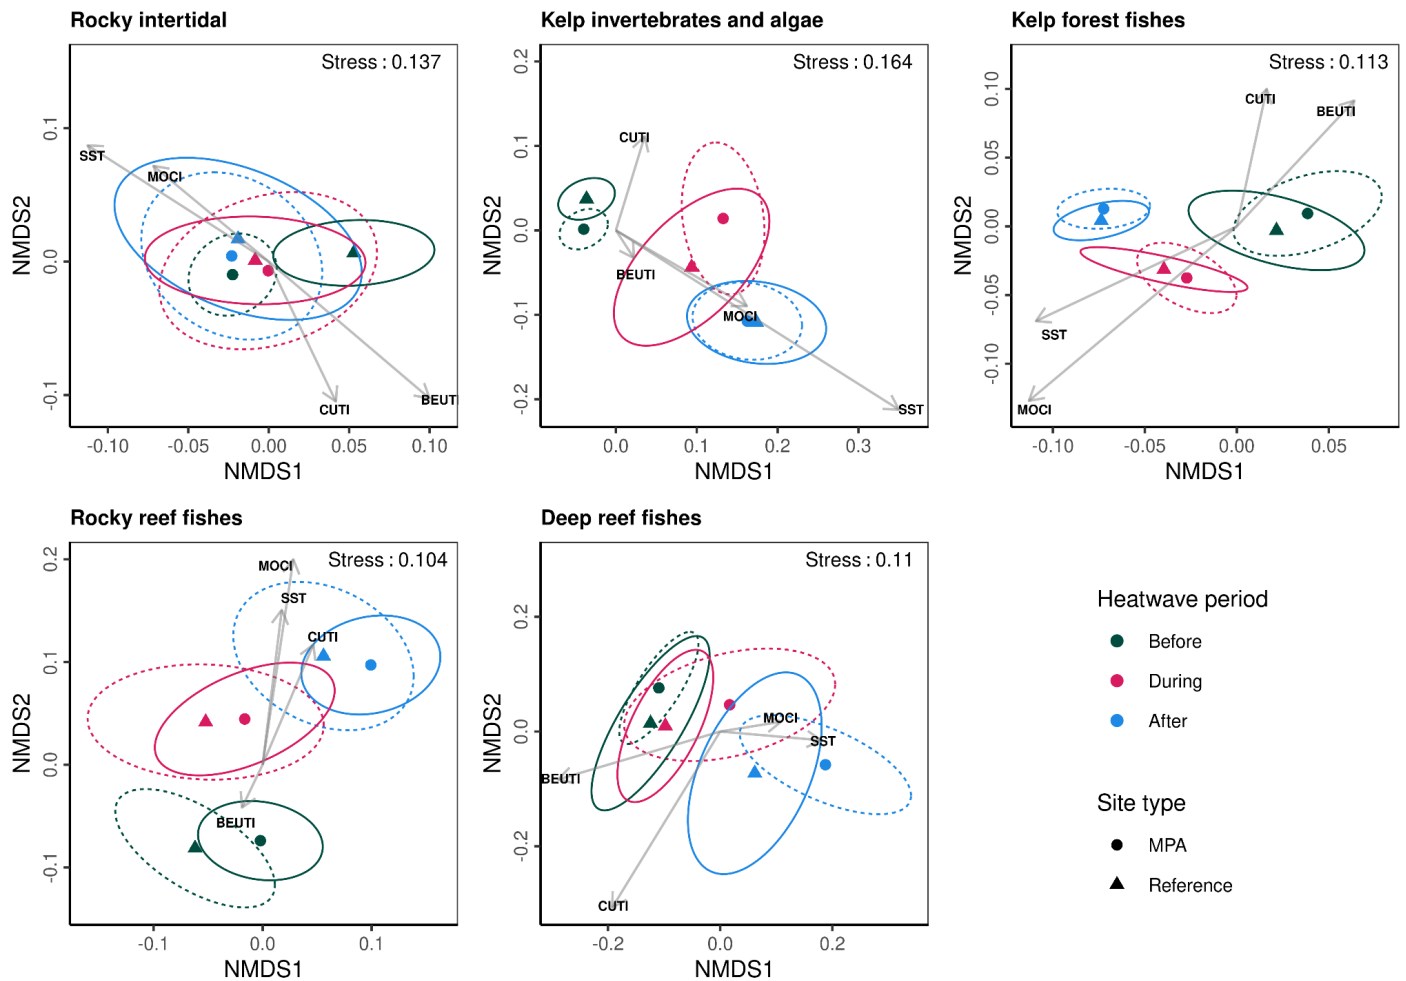 Rocky intertidal
Stress : 0.137
SST
MOCI
CUTI
BEUTI
0.1
0.0
-0.1
NMDS2
-0.10
-0.05
0.00
0.05
0.10
NMDS1
Kelp invertebrates and algae
Stress : 0.164
CUTI
BEUTI
MOCI
SST
0.2
0.1
0.0
-0.1
-0.2
NMDS2
0.0
0.1
0.2
0.3
NMDS1
Kelp forest fishes
Stress : 0.113
CUTI
BEUTI
SST
MOCI
0.10
0.05
0.00
-0.05
-0.10
NMDS2
-0.10
-0.05
0.00
0.05
NMDS1
Rocky reef fishes
Stress : 0.104
MOCI
SST
CUTI
BEUTI
0.2
0.1
0.0
-0.1
NMDS2
-0.1
0.0
0.1
NMDS1
Deep reef fishes
Stress : 0.11
MOCI
SST
BEUTI
CUTI
0.2
0.0
-0.2
NMDS2
-0.2
0.0
0.2
NMDS1
Heatwave period
Before
During
After
Site type
MPA
Reference